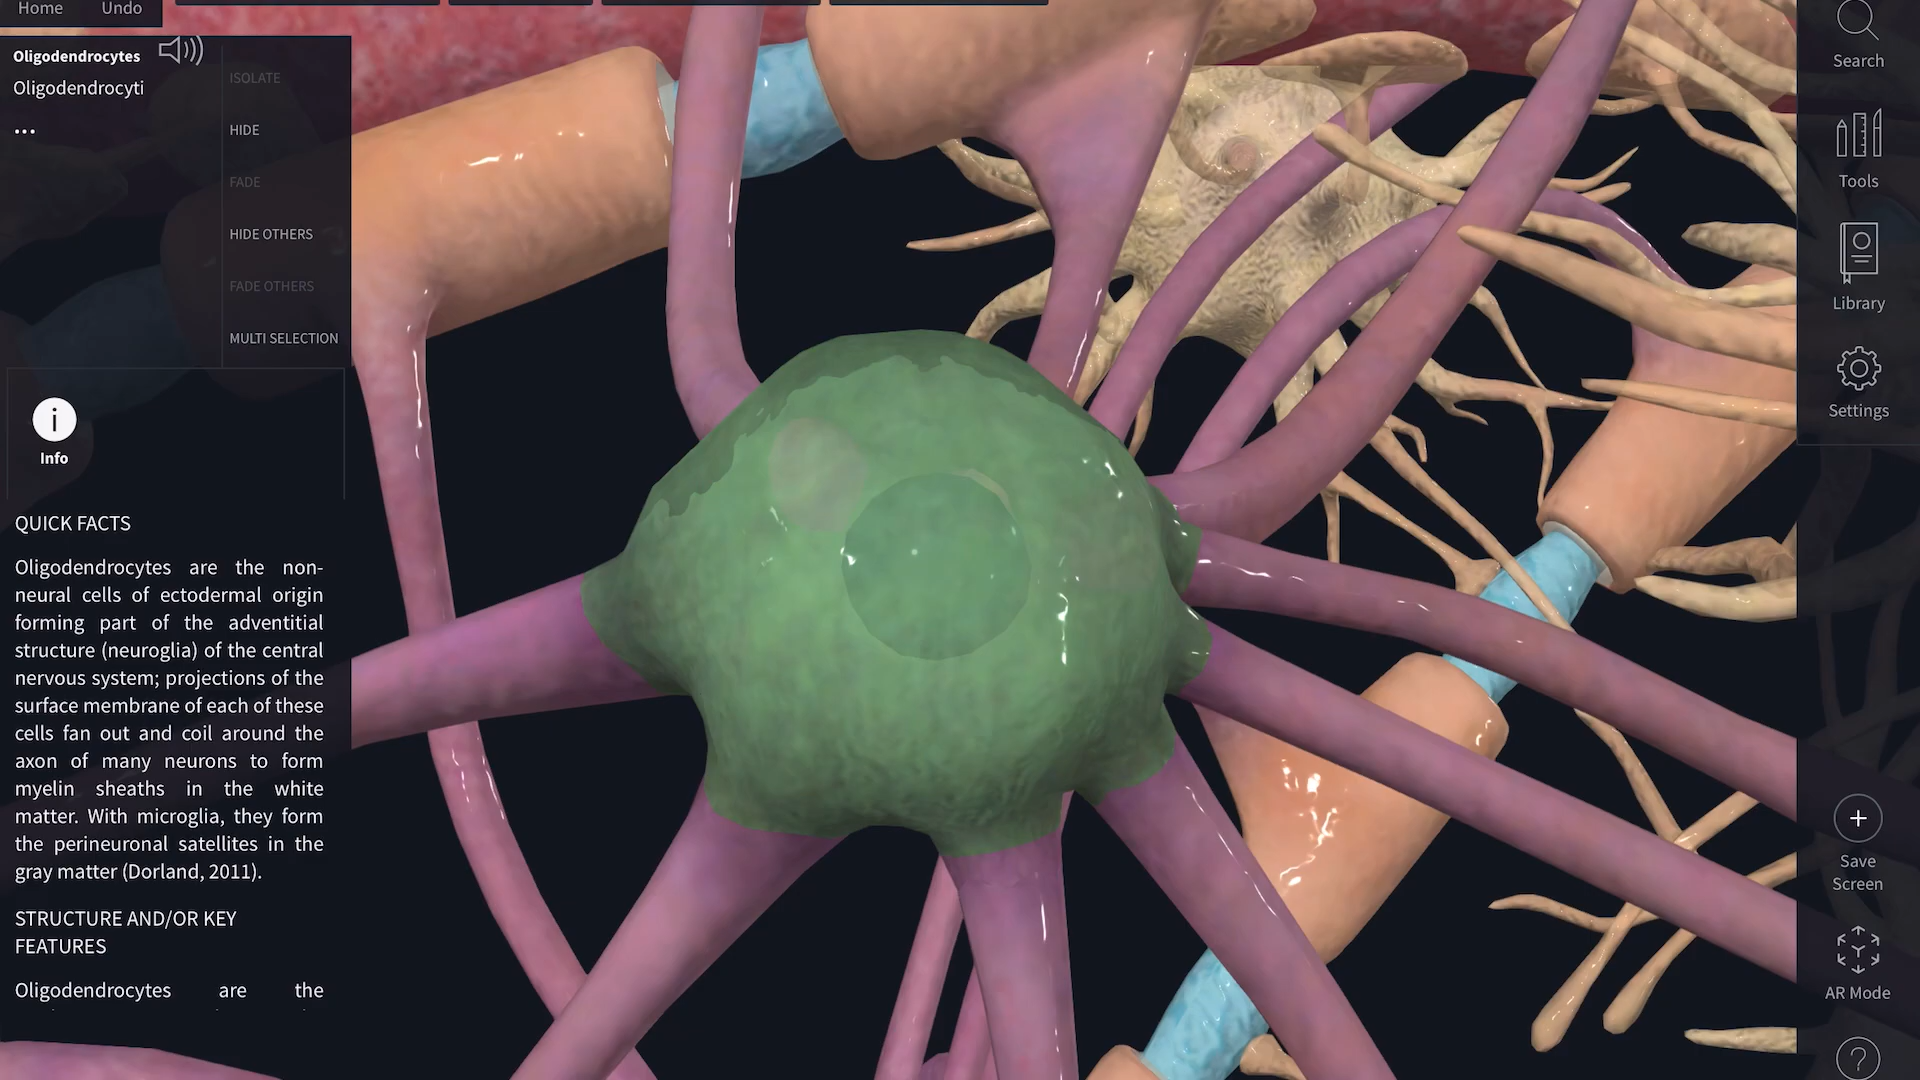 Home
Undo
Oligodendrocytes
Oligodendrocyti
...
ISOLATE
HIDE
FADE
HIDE OTHERS
FADE OTHERS
MULTI SELECTION
i
Info
QUICK FACTS
Oligodendrocytes are the non-
neural cells of ectodermal origin
forming part of the adventitial
structure (neuroglia) of the central
nervous system; projections of the
surface membrane of each of these
cells fan out and coil around the
axon of many neurons to form
myelin sheaths in the white
matter. With microglia, they form
the perineuronal satellites in the
gray matter (Dorland, 2011).
STRUCTURE AND/OR KEY
FEATURES
Oligodendrocytes are the
Search
Tools
Library
Settings
+
Save
Screen
AR Mode
?